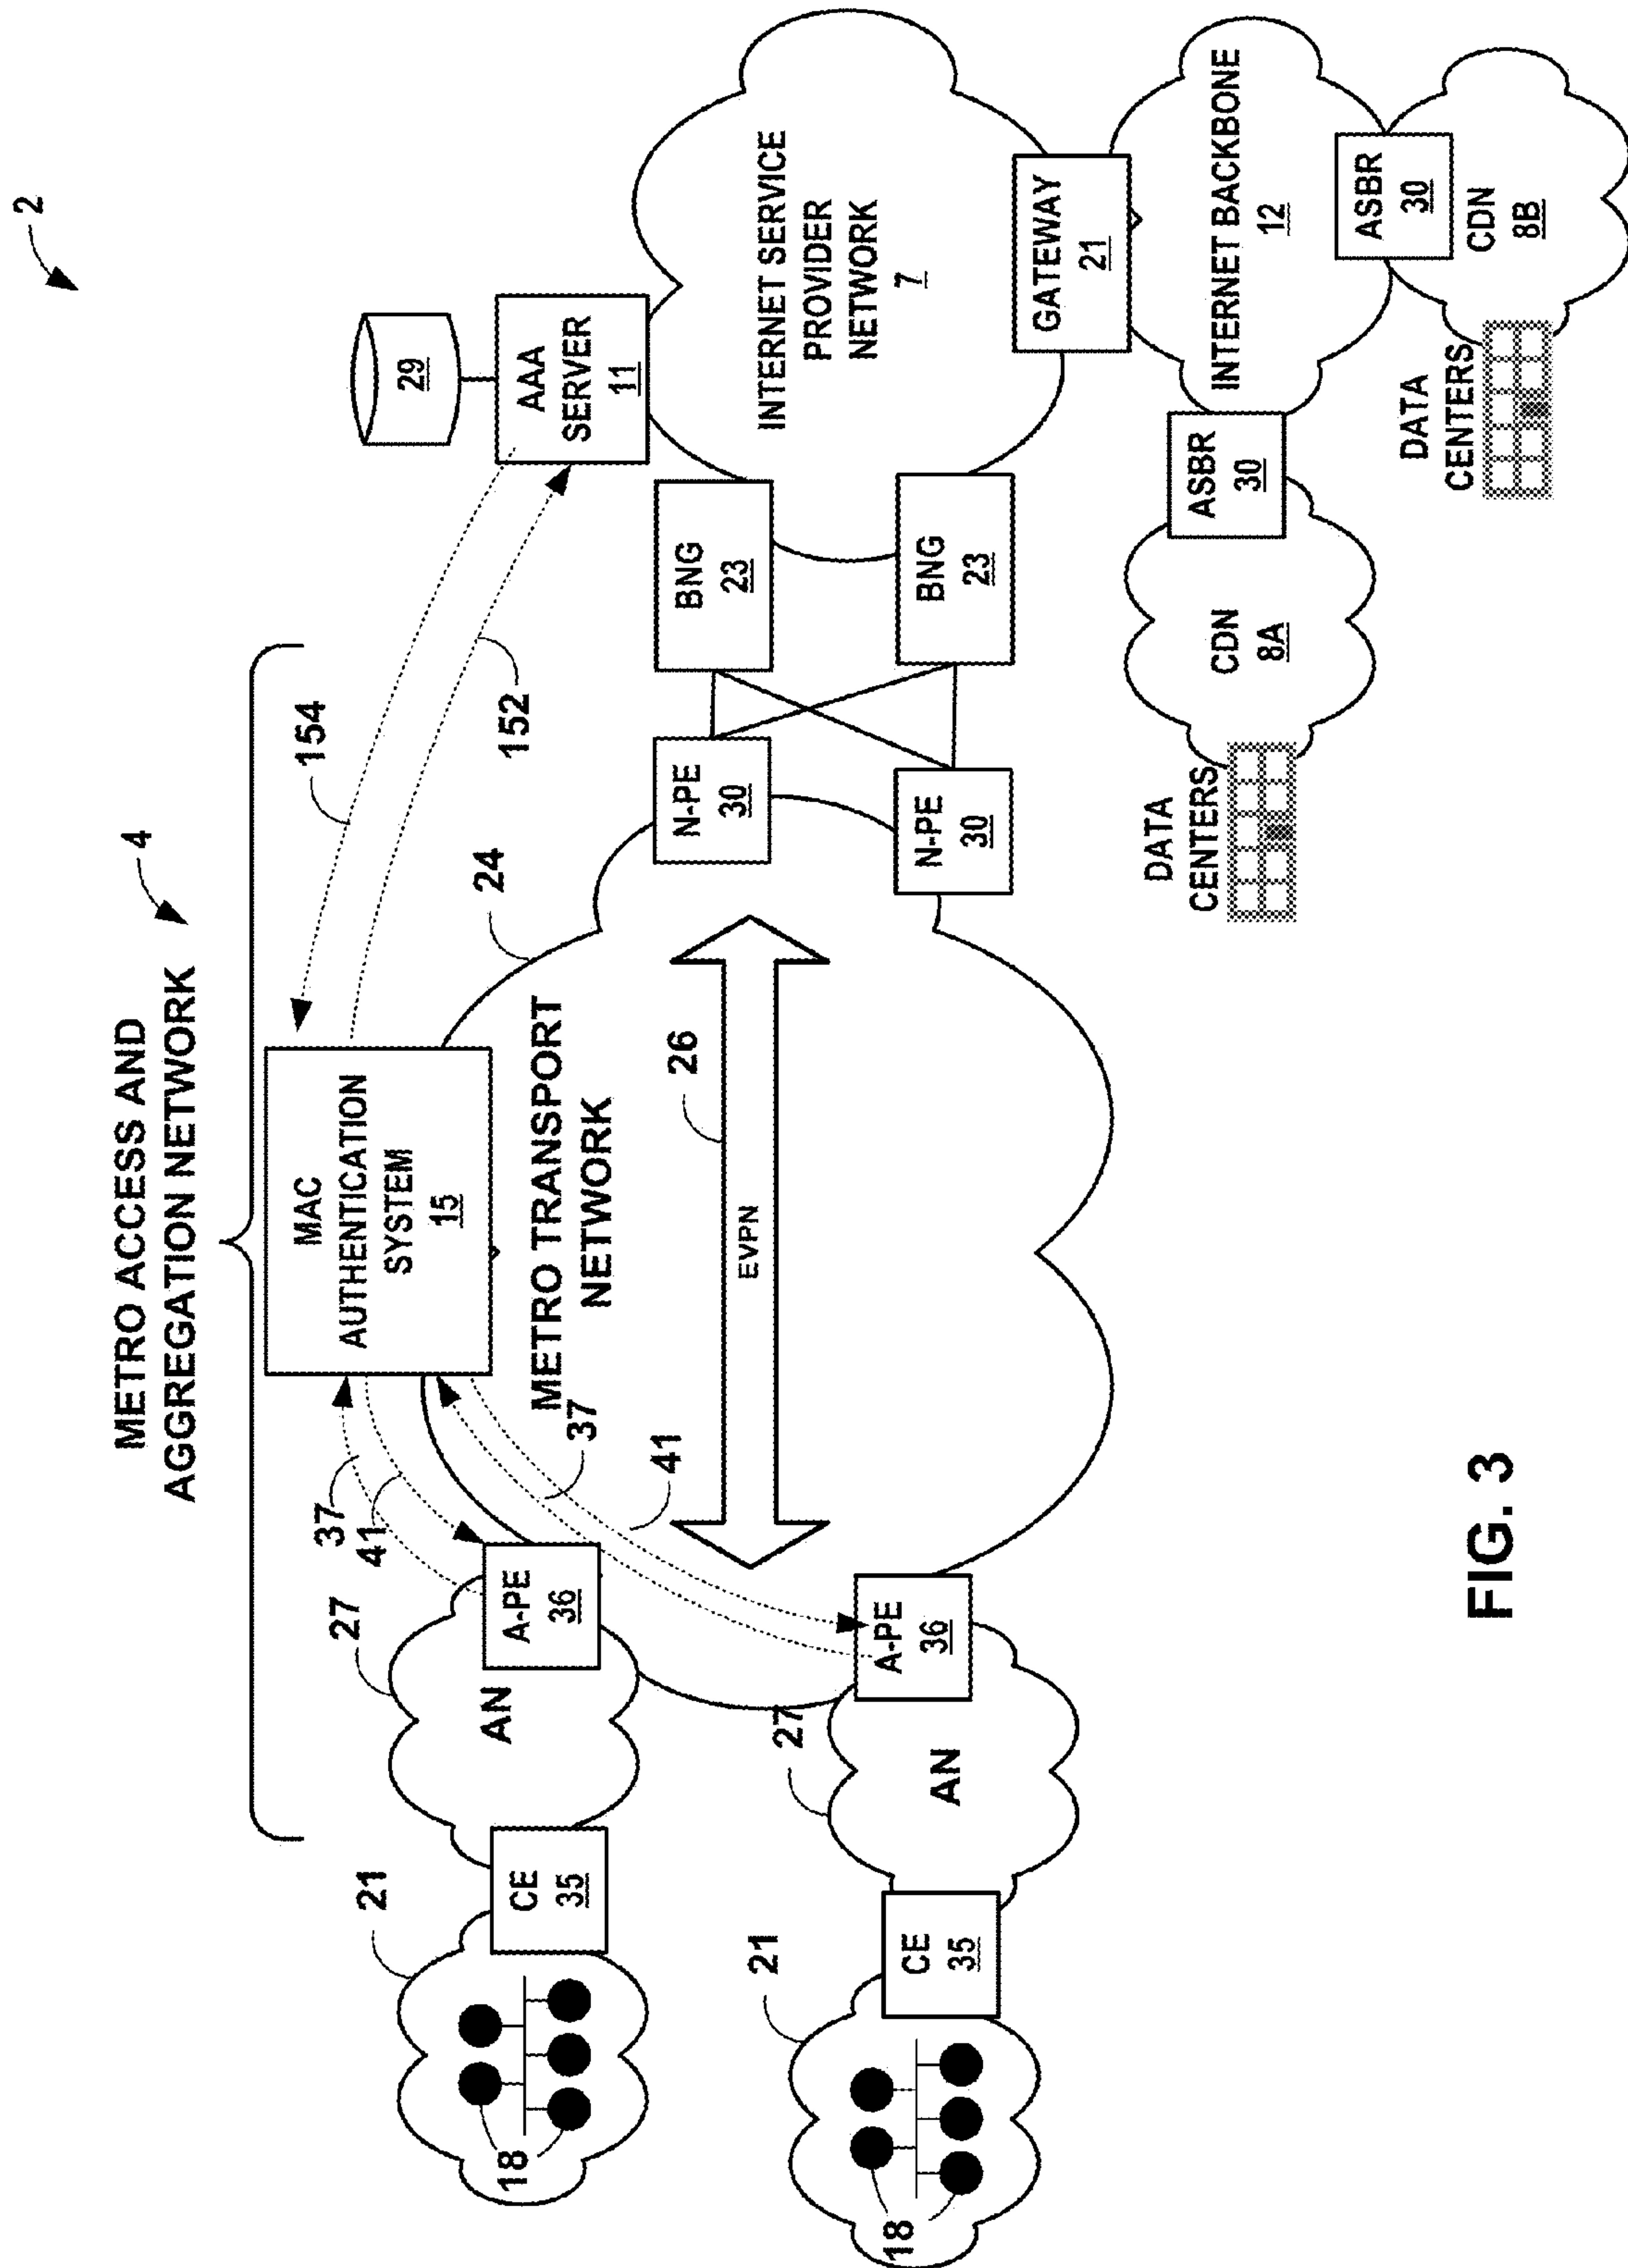 2
METRO ACCESS AND
AGGREGATION NETWORK
4
154
152
29
AAA
SERVER
11
MAC
AUTHENTICATION
SYSTEM
15
37
41
27
21
18
CE
35
AN
A-PE
36
METRO TRANSPORT
NETWORK
24
37
41
26
EVPN
N-PE
30
BNG
23
INTERNET SERVICE
PROVIDER
NETWORK
7
N-PE
30
BNG
23
GATEWAY
21
21
18
CE
35
27
AN
A-PE
36
INTERNET BACKBONE
12
DATA
CENTERS
CDN
8A
ASBR
30
DATA
CENTERS
ASBR
30
CDN
8B
FIG. 3